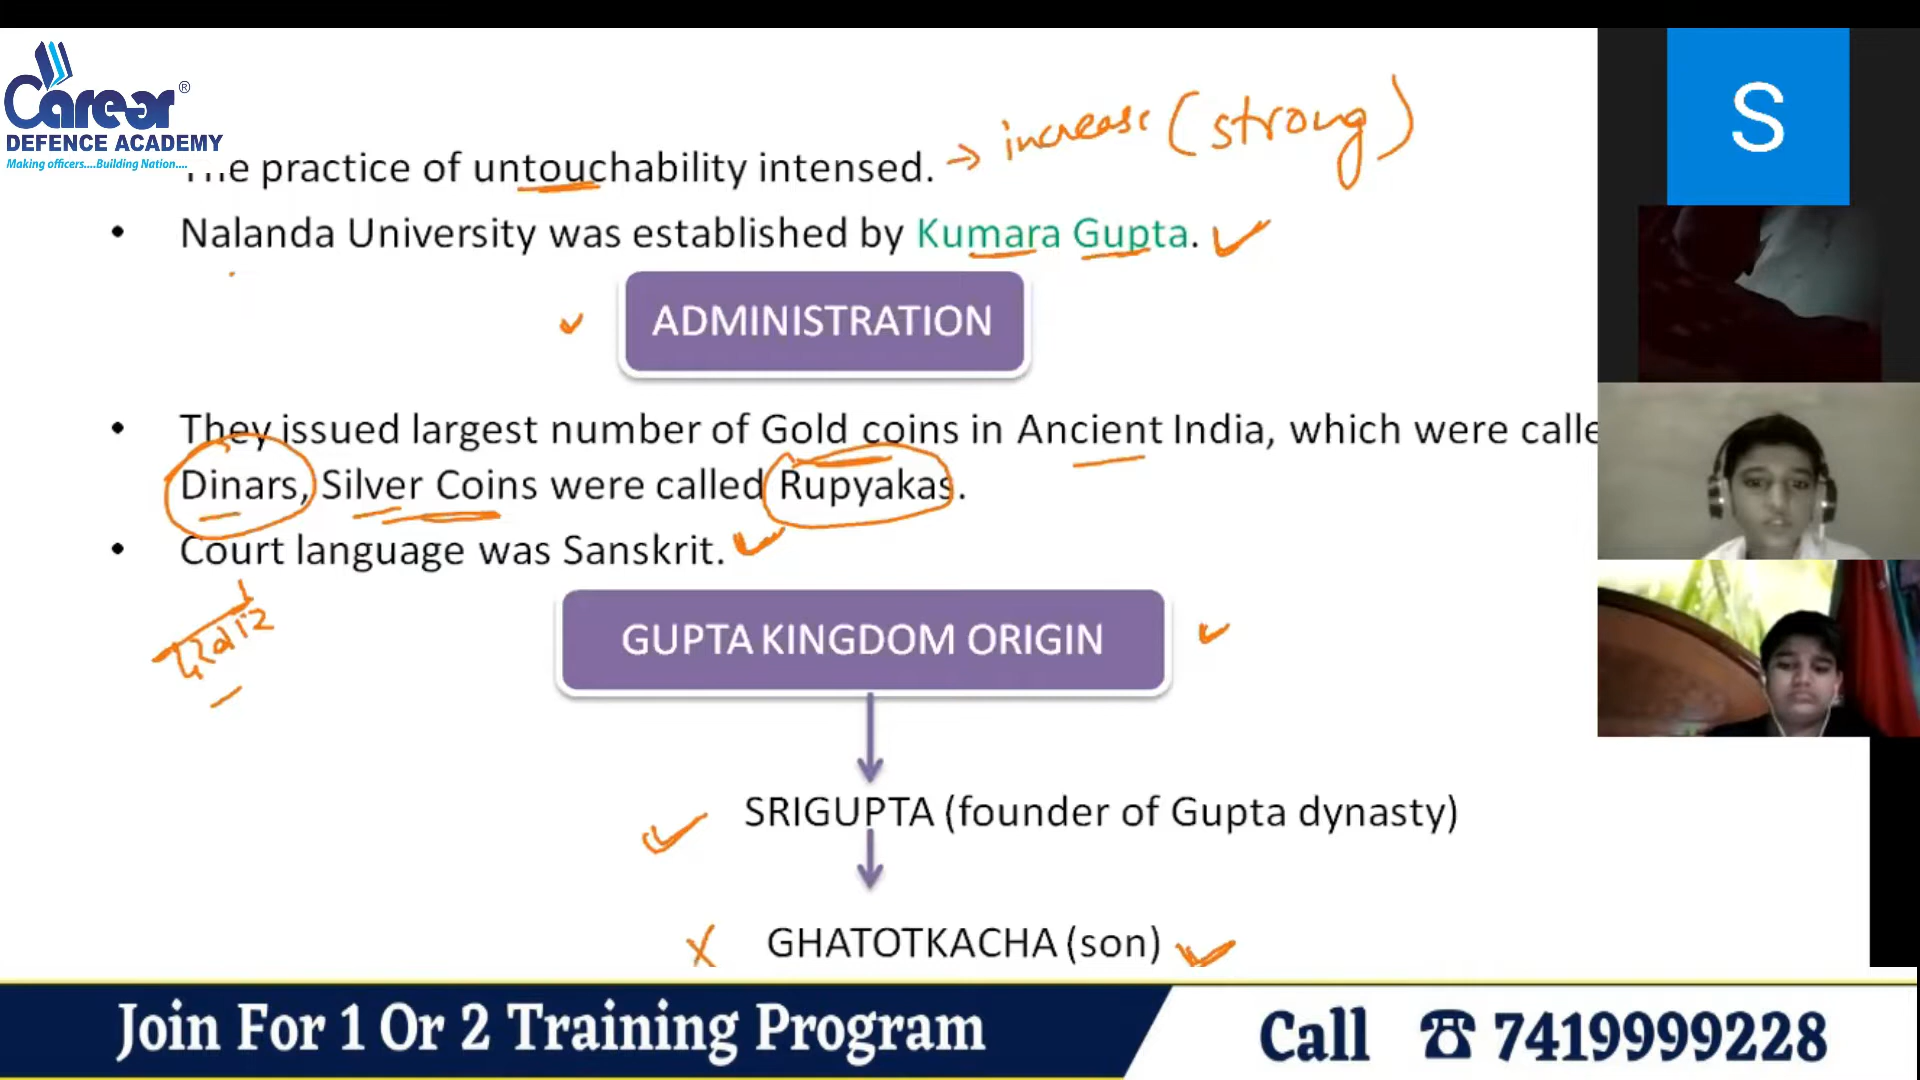 Carear ®
DEFENCE ACADEMY
Making officers....Building Nation....
The practice of untouchability intensed. → increase (strong)
• Nalanda University was established by Kumara Gupta.
ADMINISTRATION
• They issued largest number of Gold coins in Ancient India, which were calle
Dinars, Silver Coins were called Rupyakas.
• Court language was Sanskrit.
GUPTA KINGDOM ORIGIN
SRIGUPTA (founder of Gupta dynasty)
GHATOTKACHA (son)
S
Join For 1 Or 2 Training Program
Call ☎ 7419999228